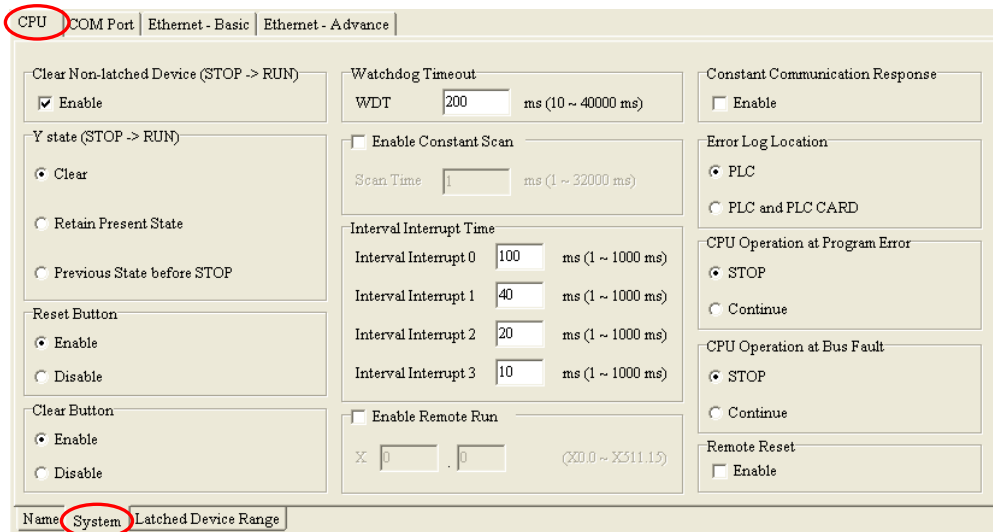 CPU COM Port Ethernet - Basic Ethernet - Advance
Clear Non-latched Device (STOP -> RUN)
Enable
Y state (STOP -> RUN)
Clear
Retain Present State
Previous State before STOP
Reset Button
Enable
Disable
Clear Button
Enable
Disable
Watchdog Timeout
WDT 200 ms (10 ~ 40000 ms)
Enable Constant Scan
Scan Time 1 ms (1 ~ 32000 ms)
Interval Interrupt Time
Interval Interrupt 0 100 ms (1 ~ 1000 ms)
Interval Interrupt 1 40 ms (1 ~ 1000 ms)
Interval Interrupt 2 20 ms (1 ~ 1000 ms)
Interval Interrupt 3 10 ms (1 ~ 1000 ms)
Enable Remote Run
X 0 . 0 (X0.0 ~ X511.15)
Constant Communication Response
Enable
Error Log Location
PLC
PLC and PLC CARD
CPU Operation at Program Error
STOP
Continue
CPU Operation at Bus Fault
STOP
Continue
Remote Reset
Enable
Name System Latched Device Range